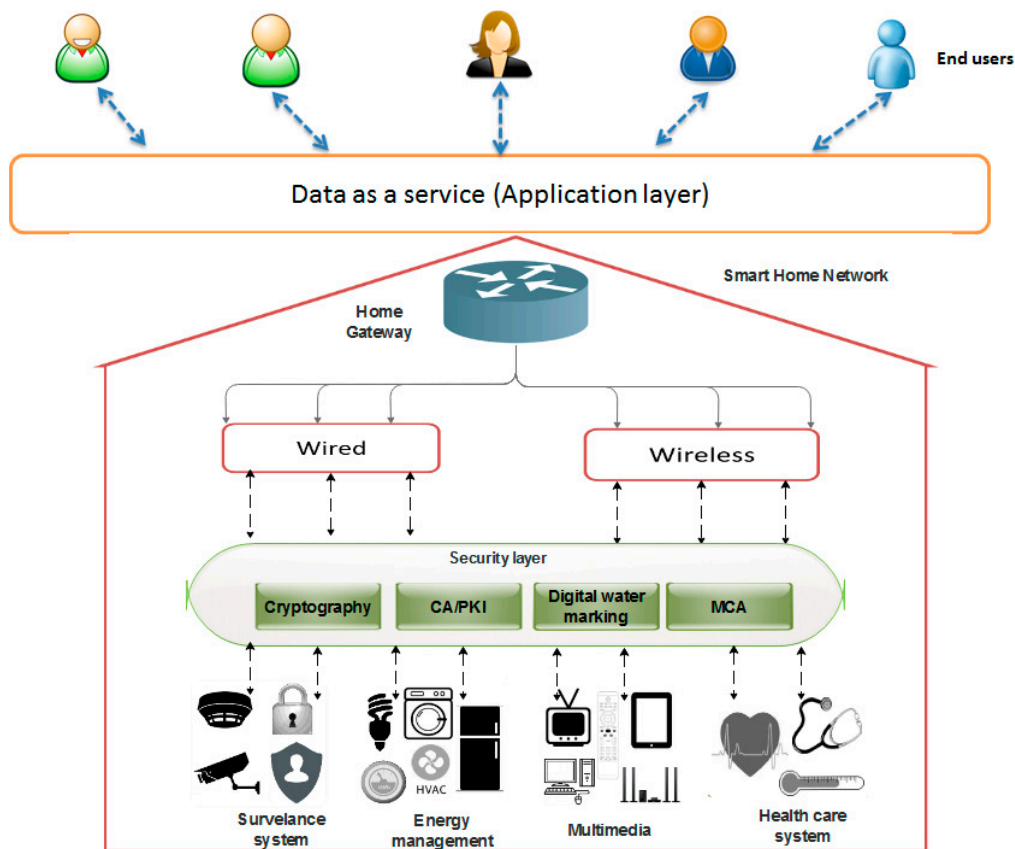 End users
Data as a service (Application layer)
Smart Home Network
Home
Gateway
Wired
Wireless
Security layer
Cryptography
CA/PKI
Digital water
marking
MCA
HVAC
Survelance
system
Energy
management
Multimedia
Health care
system